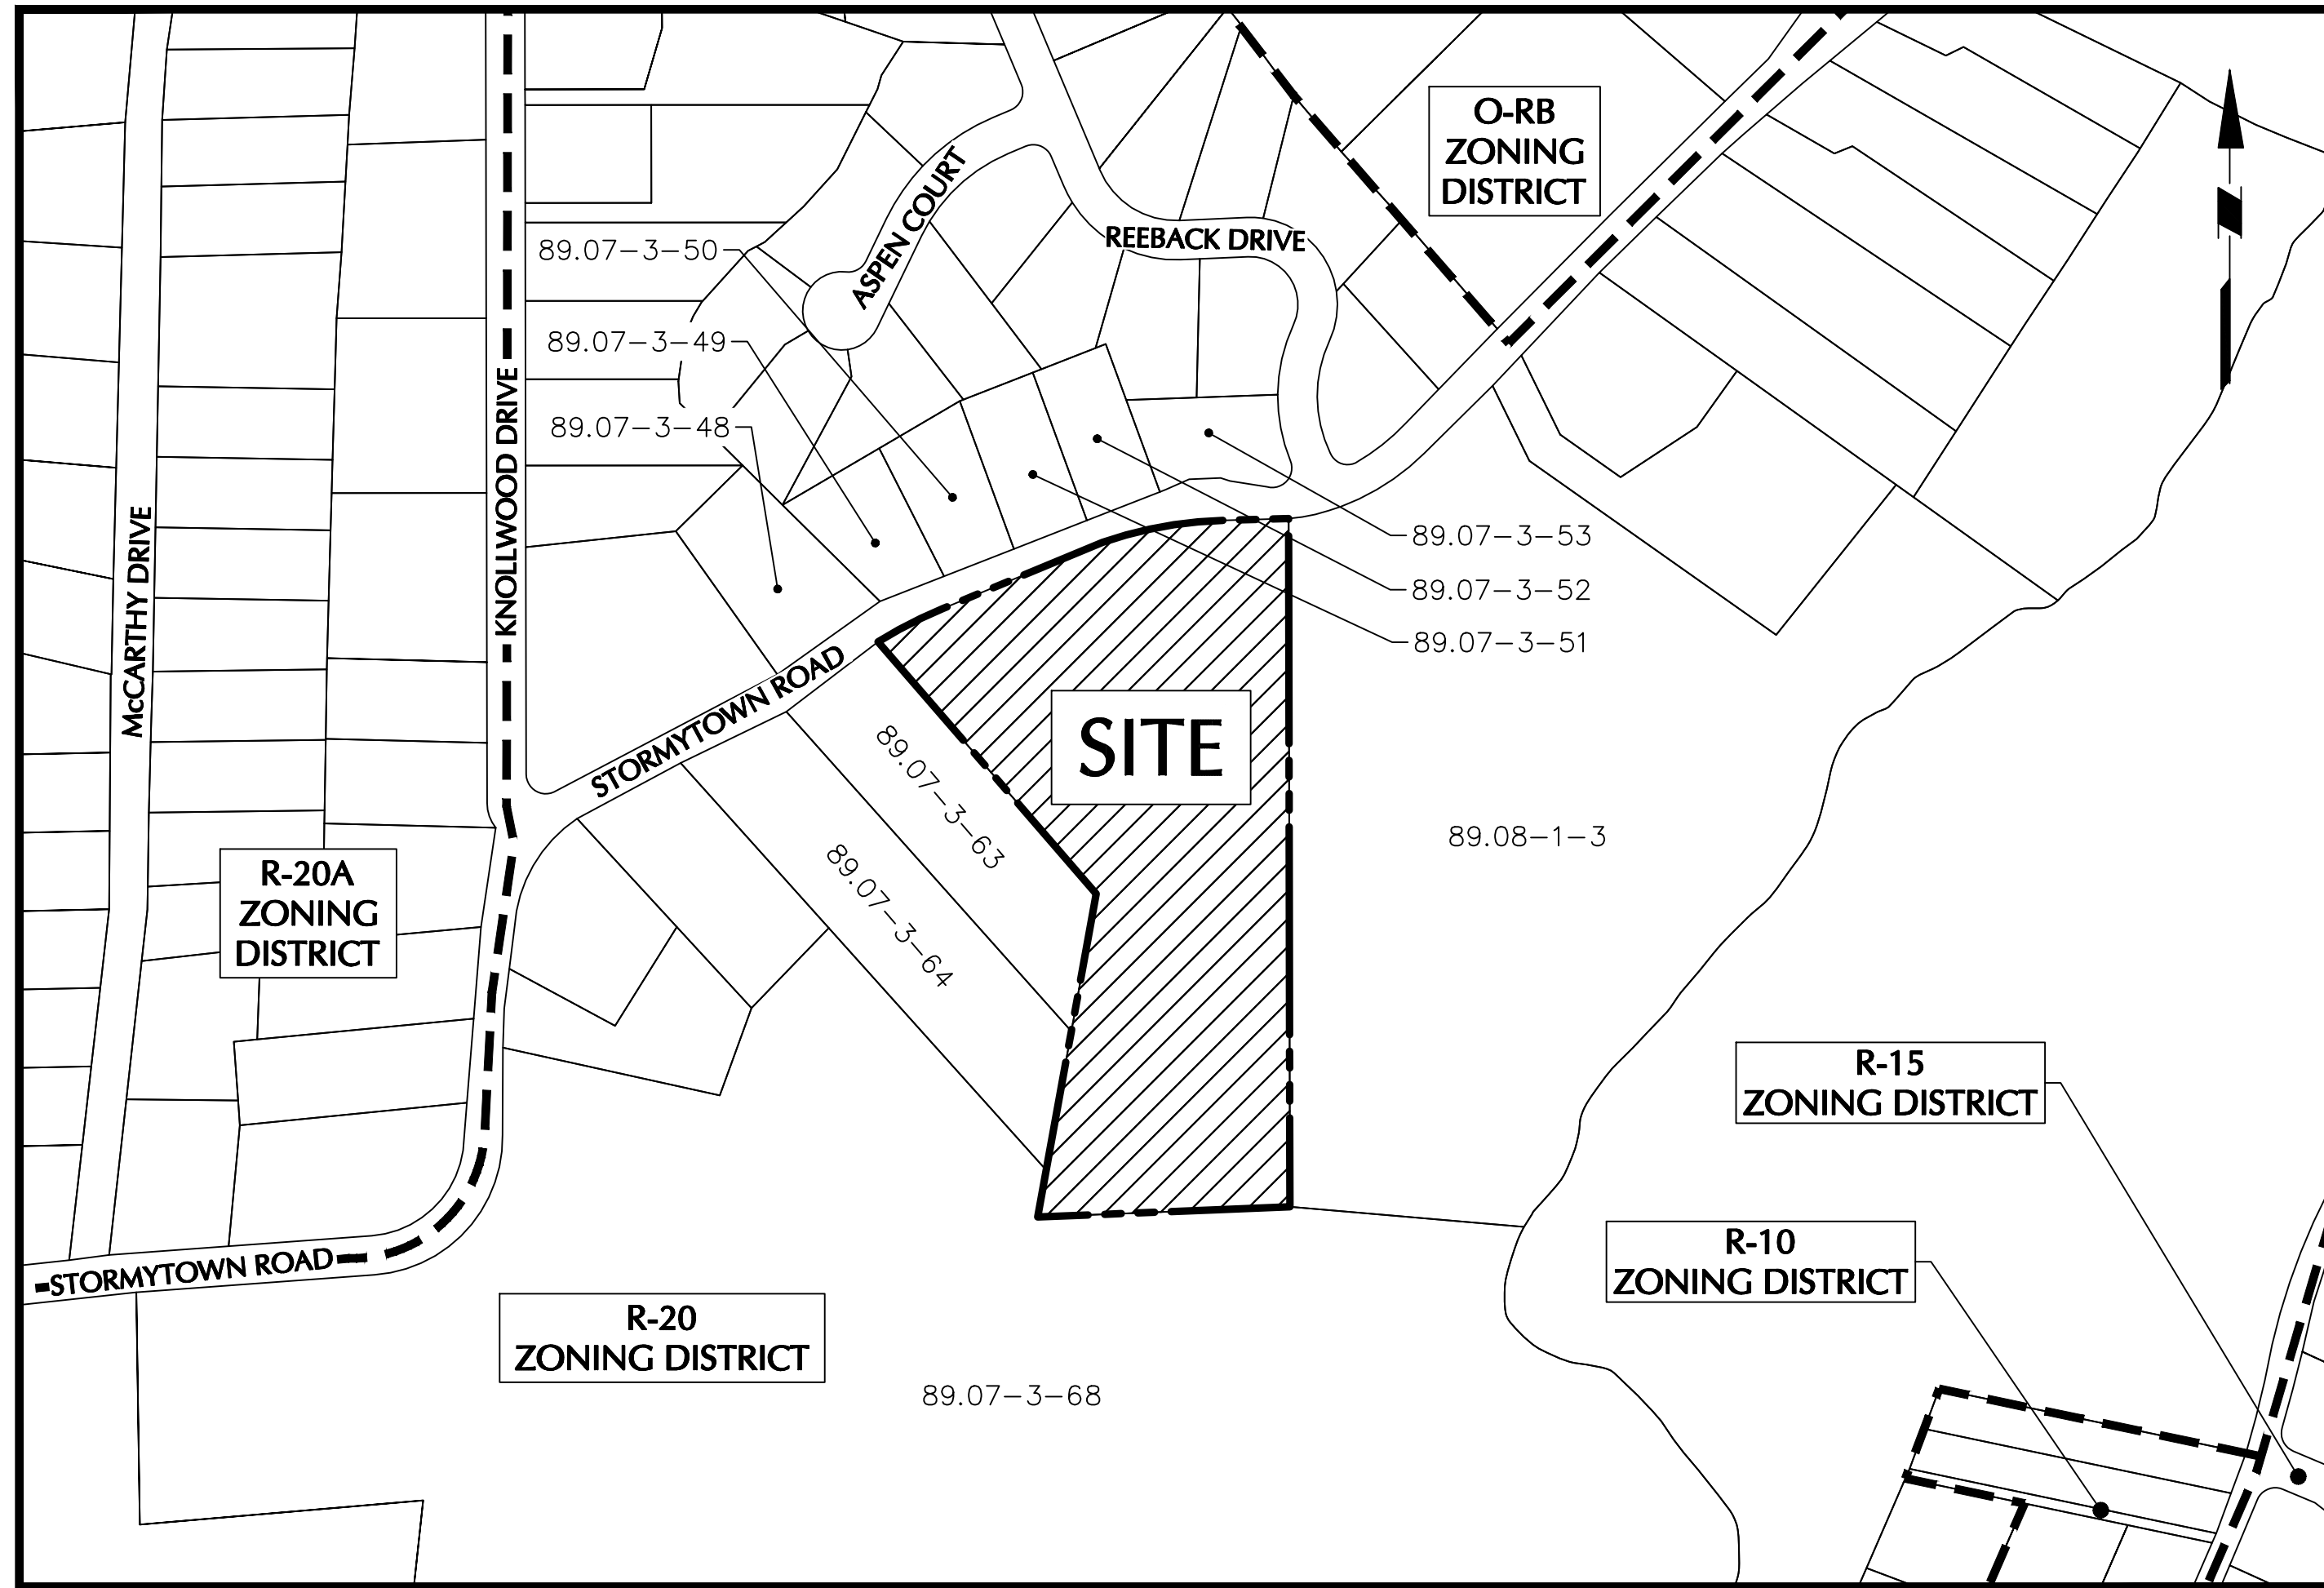 O-RB
ZONING
DISTRICT
ASPEN COURT
REEBACK DRIVE
89.07-3-50
89.07-3-49
89.07-3-48
KNOLLWOOD DRIVE
McCARTHY DRIVE
89.07-3-53
89.07-3-52
89.07-3-51
STORMYTOWN ROAD
SITE
89.07-3-63
89.07-3-64
89.08-1-3
R-20A
ZONING
DISTRICT
R-15
ZONING DISTRICT
R-10
ZONING DISTRICT
STORMYTOWN ROAD
R-20
ZONING DISTRICT
89.07-3-68
N